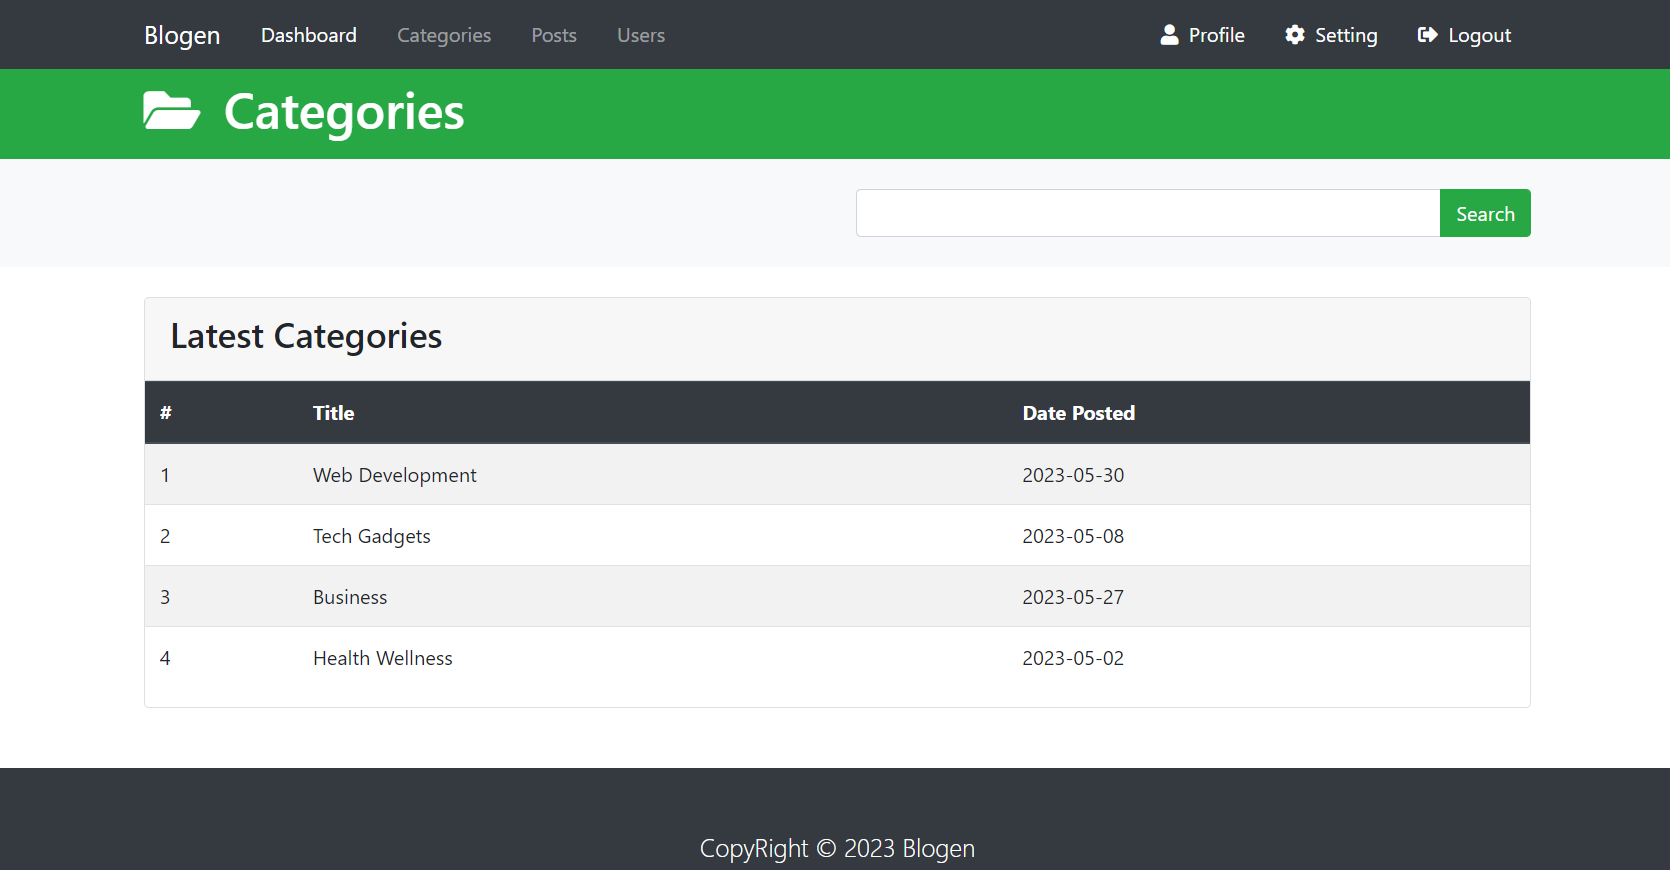 Blogen Dashboard Categories Posts Users Profile Setting Logout
Categories
Search
Latest Categories
# Title Date Posted
1 Web Development 2023-05-30
2 Tech Gadgets 2023-05-08
3 Business 2023-05-27
4 Health Wellness 2023-05-02
CopyRight © 2023 Blogen